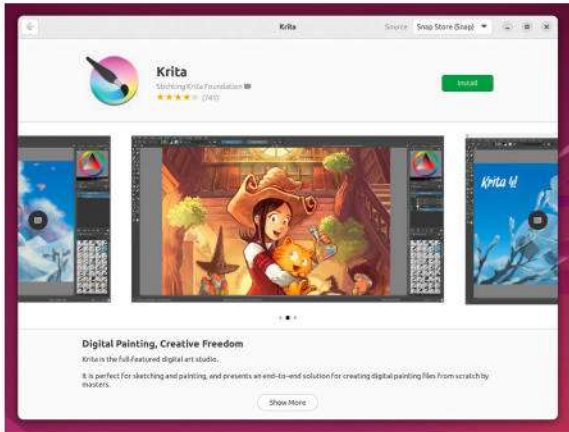 Krita
Source
Snap Store (Snap)
Krita
Stichting Krita Foundation
(745)
Install
Krita 4!
Digital Painting, Creative Freedom
Krita is the full-featured digital art studio.
It is perfect for sketching and painting, and presents an end-to-end solution for creating digital painting files from scratch by
masters.
Show More